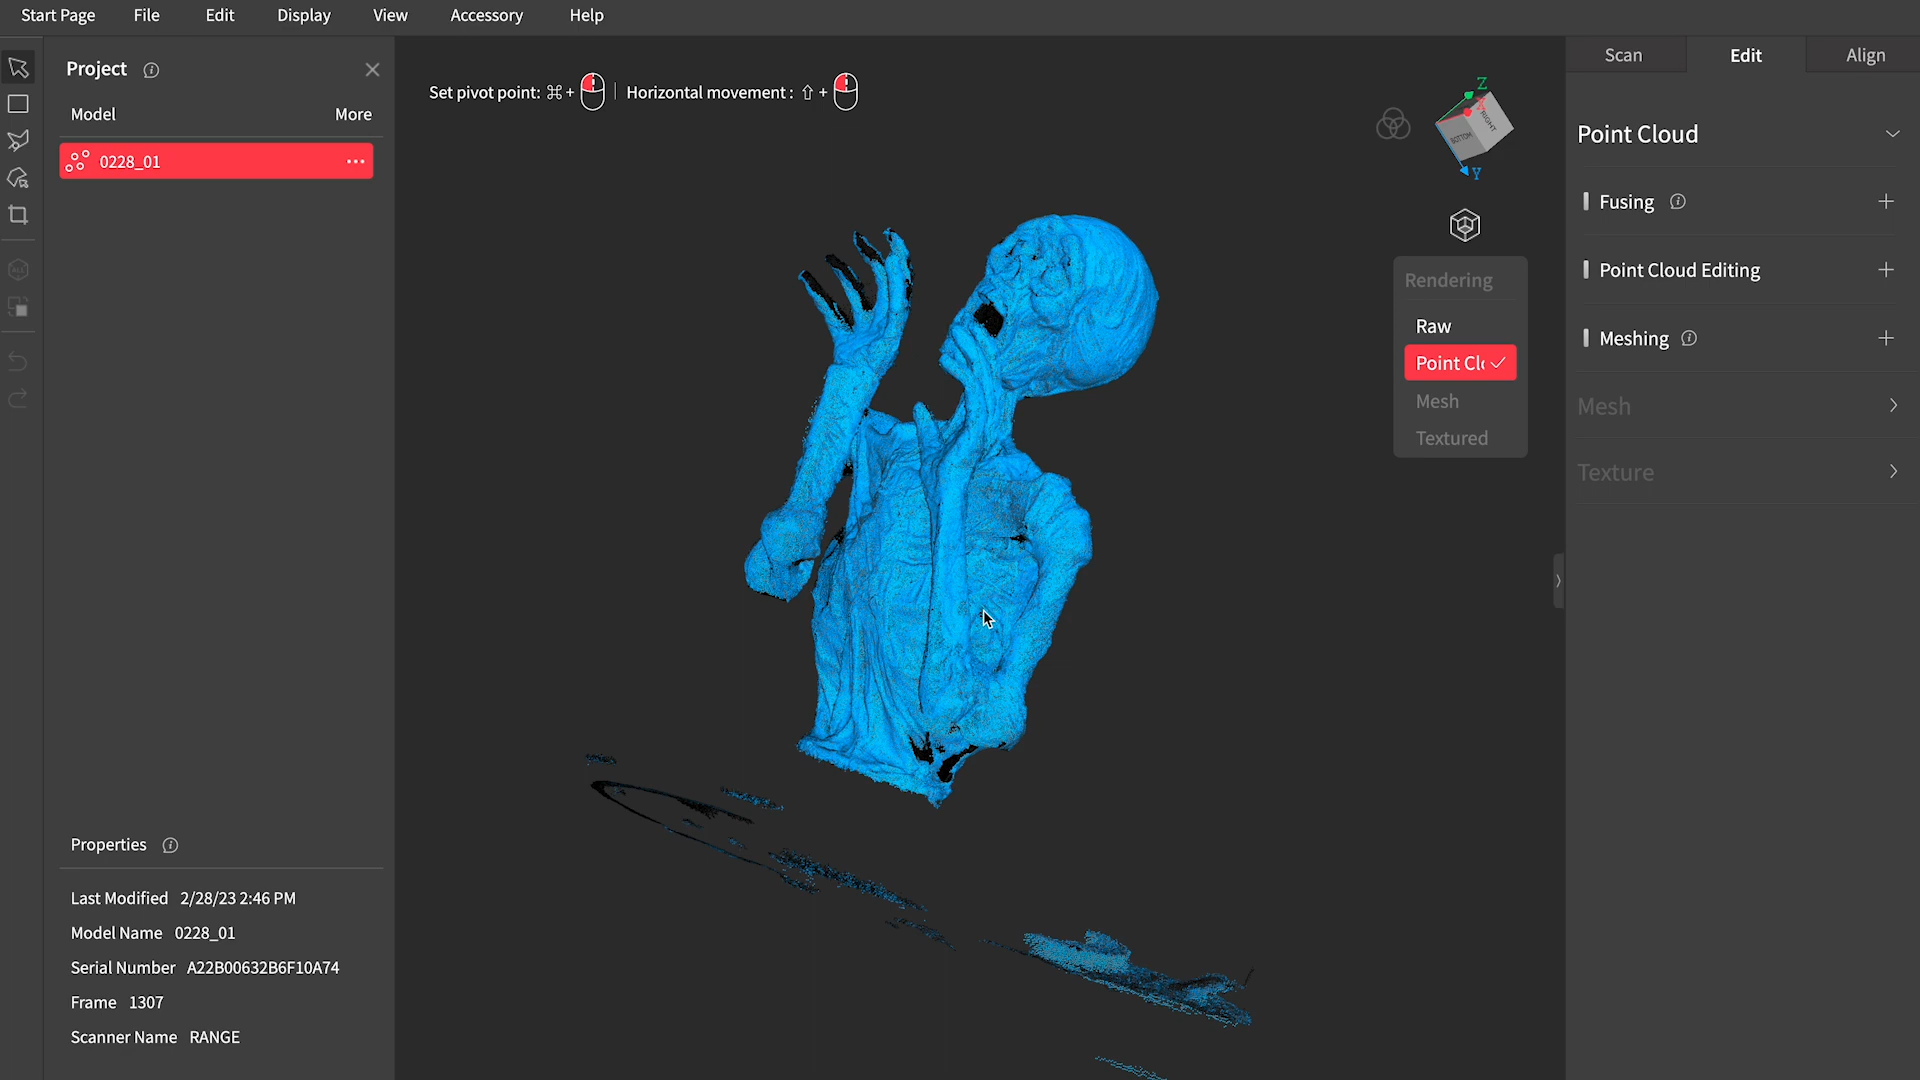 Start Page File Edit Display View Accessory Help
Project
Model More
0228_01
Properties
Last Modified 2/28/23 2:46 PM
Model Name 0228_01
Serial Number A22B00632B6F10A74
Frame 1307
Scanner Name RANGE
Set pivot point: ⌘+ | Horizontal movement : ⇧ +
Z
X
RIGHT
BOTTOM
Y
Rendering
Raw
Point Cl
Mesh
Textured
Scan Edit Align
Point Cloud
Fusing
Point Cloud Editing
Meshing
Mesh
Texture